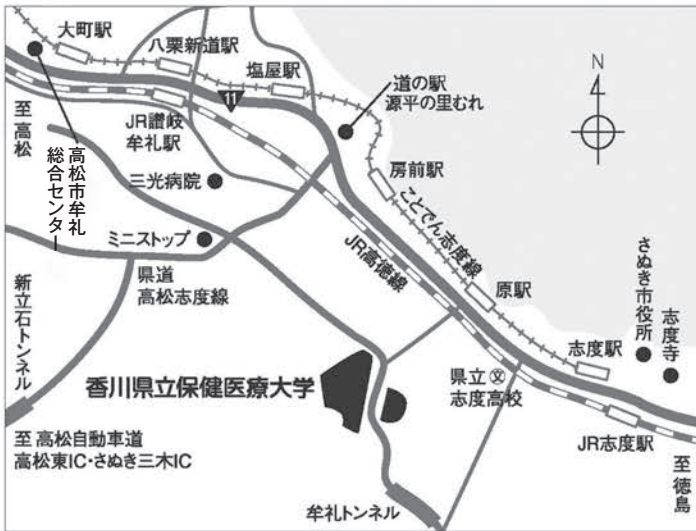 大町駅
八栗新道駅
塩屋駅
道の駅
源平の里むれ
N
11
至高松
JR讃岐
牟礼駅
高松市牟礼
総合センター
三光病院
房前駅
ことでん志度線
ミニストップ
JR高徳線
県道
高松志度線
原駅
さぬき市役所
志度寺
新立石トンネル
志度駅
香川県立保健医療大学
県立 文
志度高校
至 高松自動車道
高松東IC・さぬき三木IC
JR志度駅
至徳島
牟礼トンネル